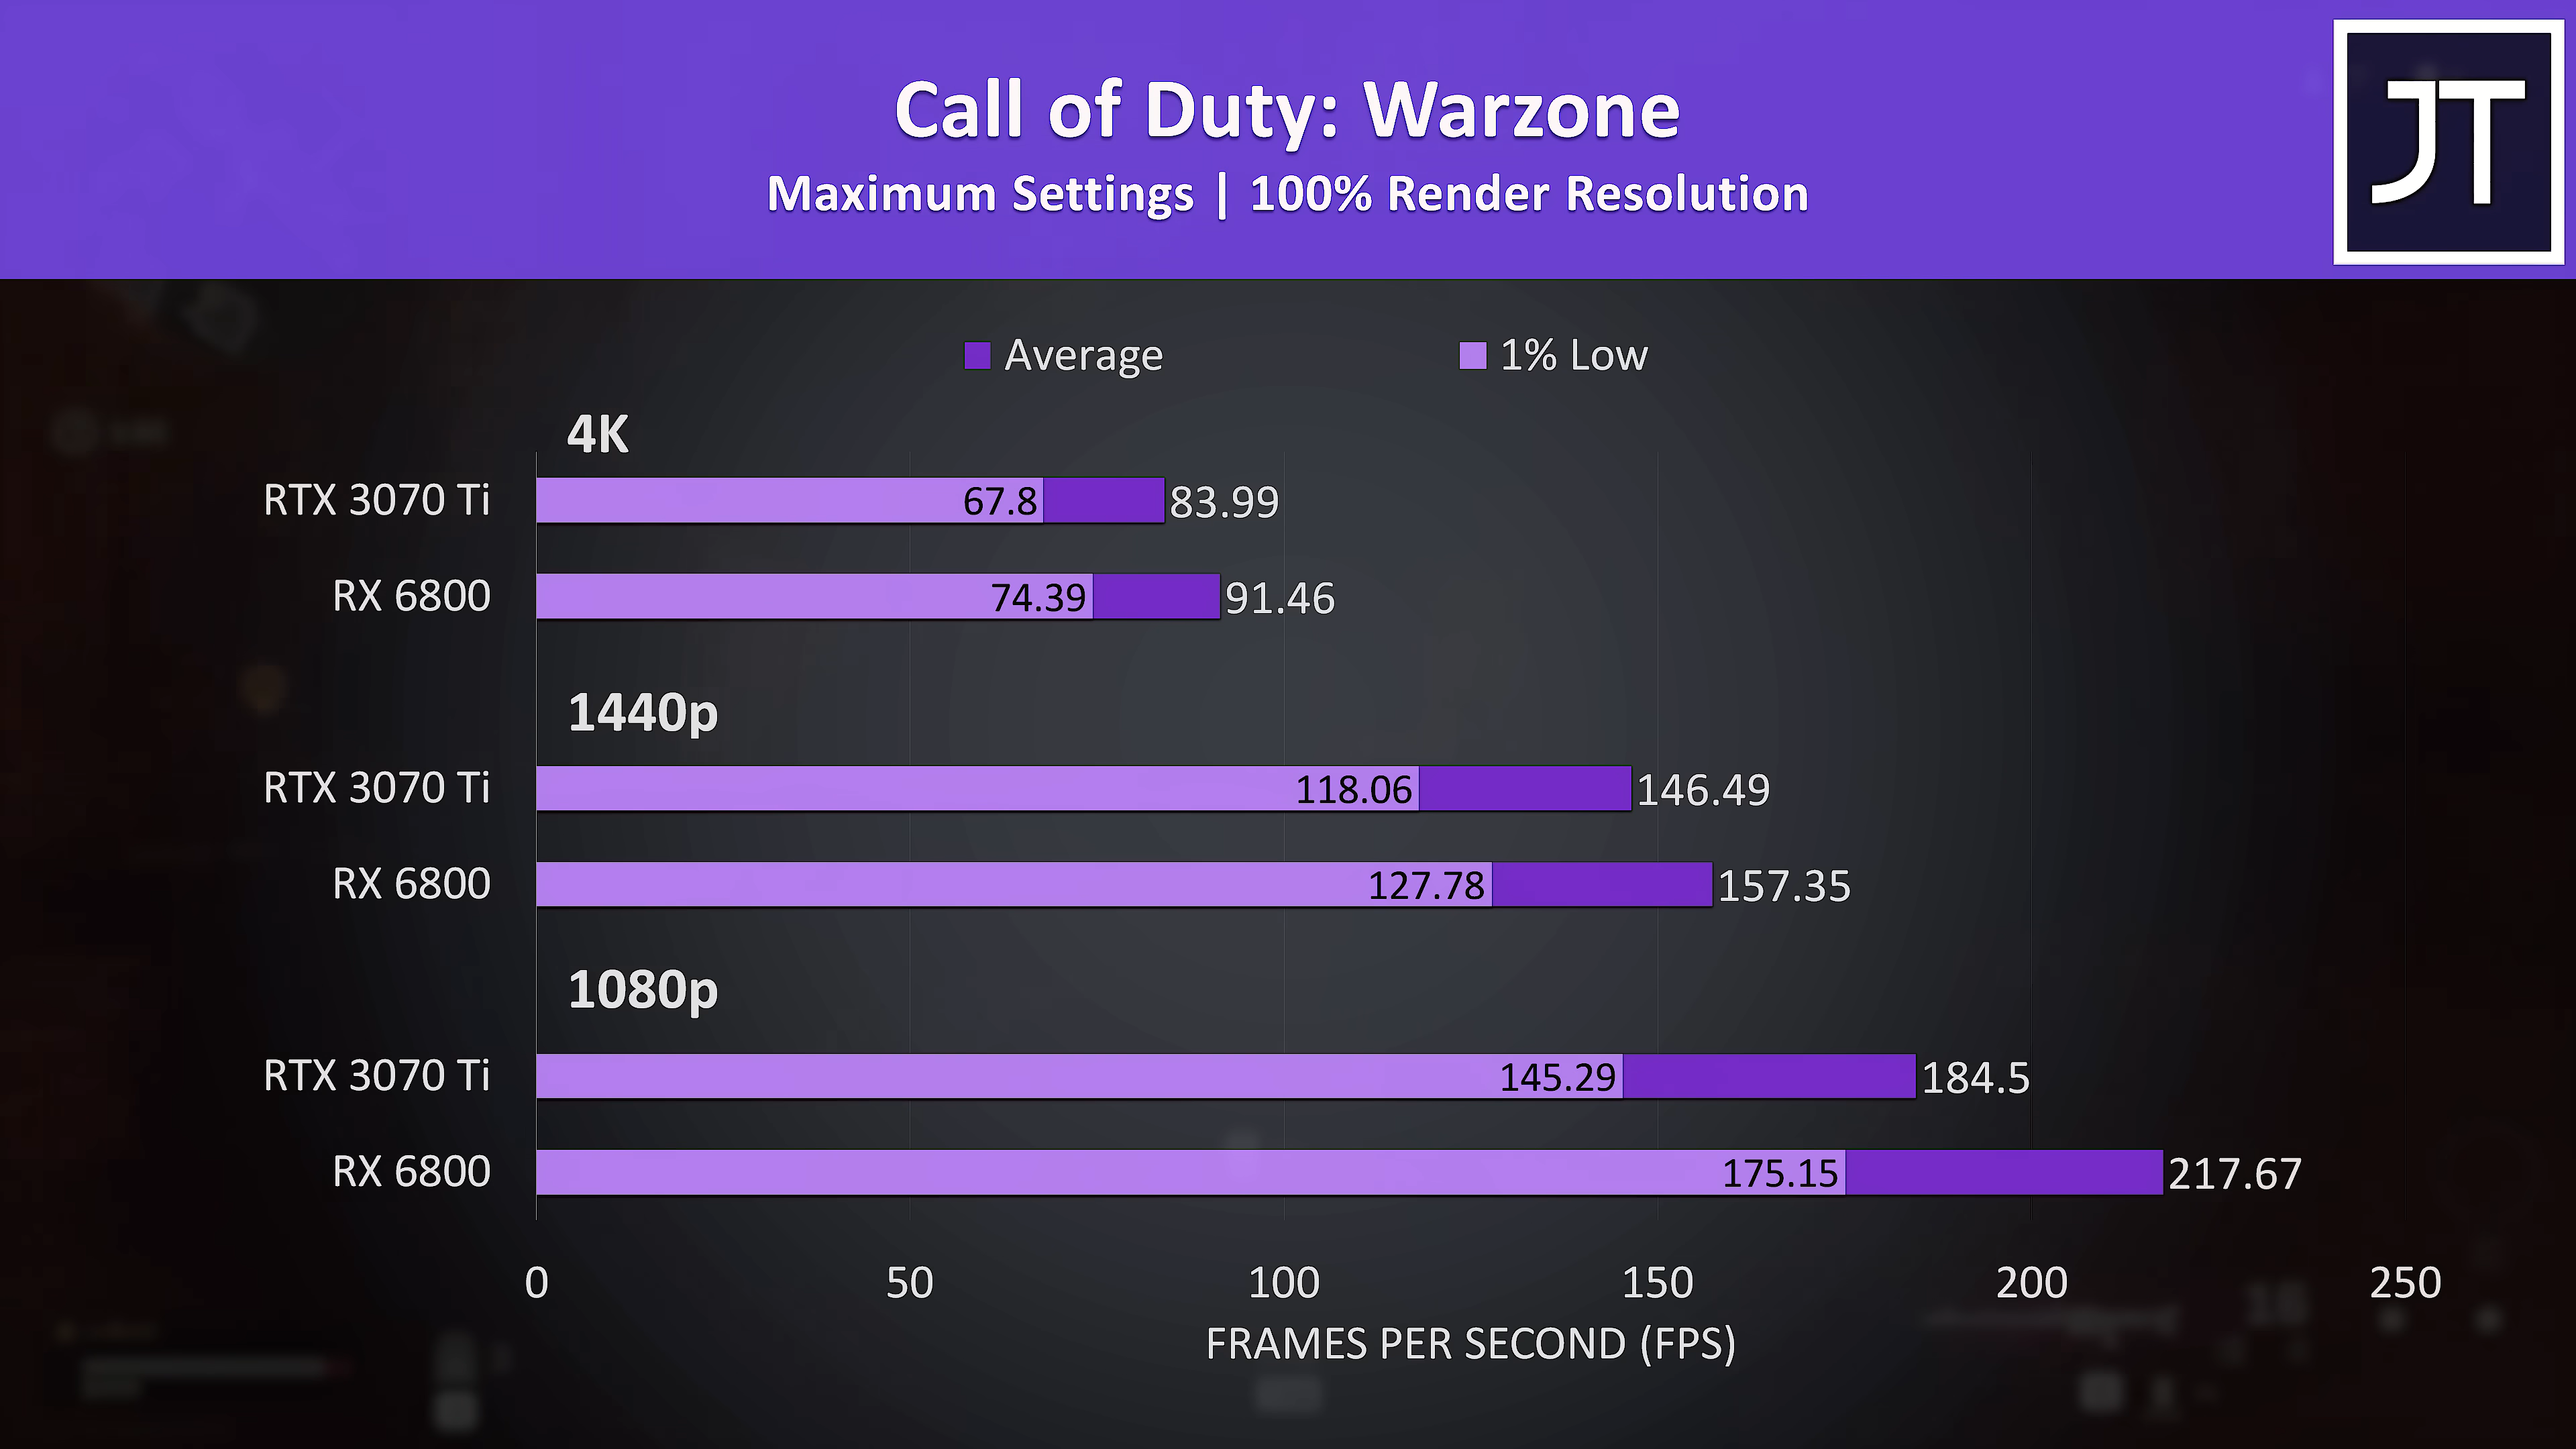 Call of Duty: Warzone
Maximum Settings | 100% Render Resolution
JT
Average
1% Low
4K
RTX 3070 Ti
67.8
83.99
RX 6800
74.39
91.46
1440p
RTX 3070 Ti
118.06
146.49
RX 6800
127.78
157.35
1080p
RTX 3070 Ti
145.29
184.5
RX 6800
175.15
217.67
0
50
100
150
200
250
FRAMES PER SECOND (FPS)